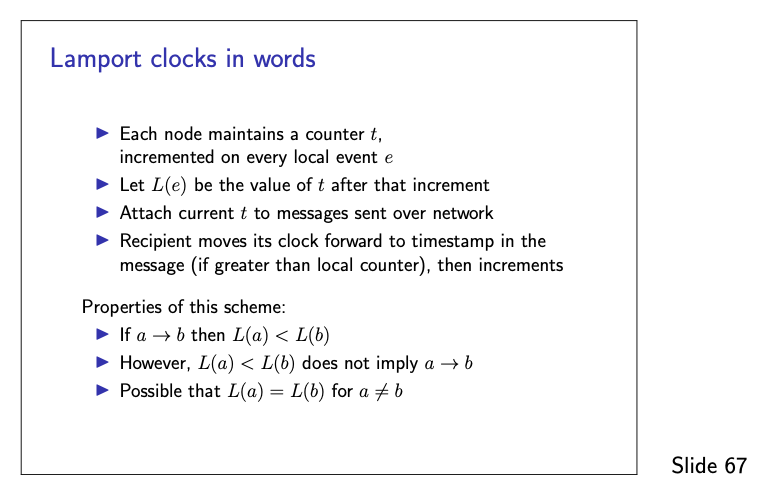 Lamport clocks in words
▶ Each node maintains a counter t,
incremented on every local event e
▶ Let L(e) be the value of t after that increment
▶ Attach current t to messages sent over network
▶ Recipient moves its clock forward to timestamp in the
message (if greater than local counter), then increments
Properties of this scheme:
▶ If a → b then L(a) < L(b)
▶ However, L(a) < L(b) does not imply a → b
▶ Possible that L(a) = L(b) for a ≠ b
Slide 67